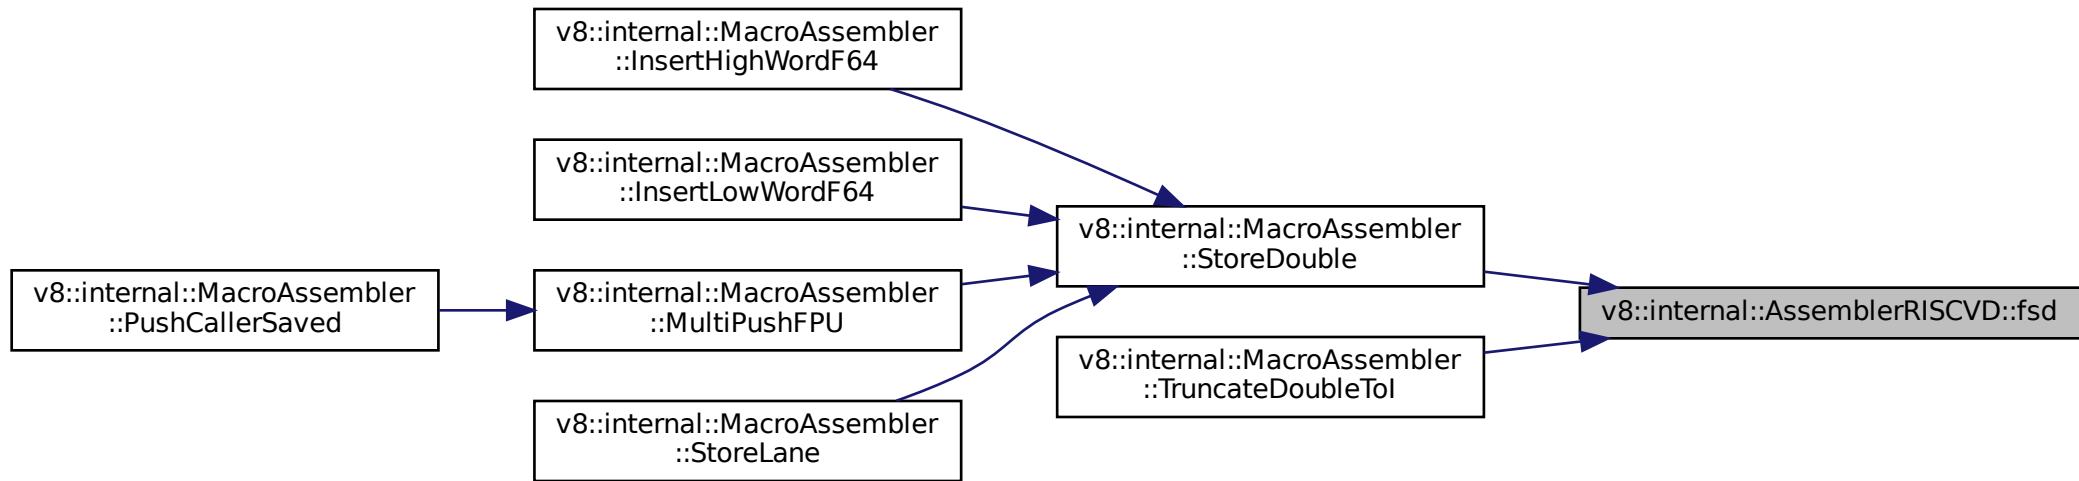 v8::internal::MacroAssembler
::InsertHighWordF64
v8::internal::MacroAssembler
::InsertLowWordF64
v8::internal::MacroAssembler
::StoreDouble
v8::internal::MacroAssembler
::PushCallerSaved
v8::internal::MacroAssembler
::MultiPushFPU
v8::internal::AssemblerRISCVD::fsd
v8::internal::MacroAssembler
::TruncateDoubleToI
v8::internal::MacroAssembler
::StoreLane